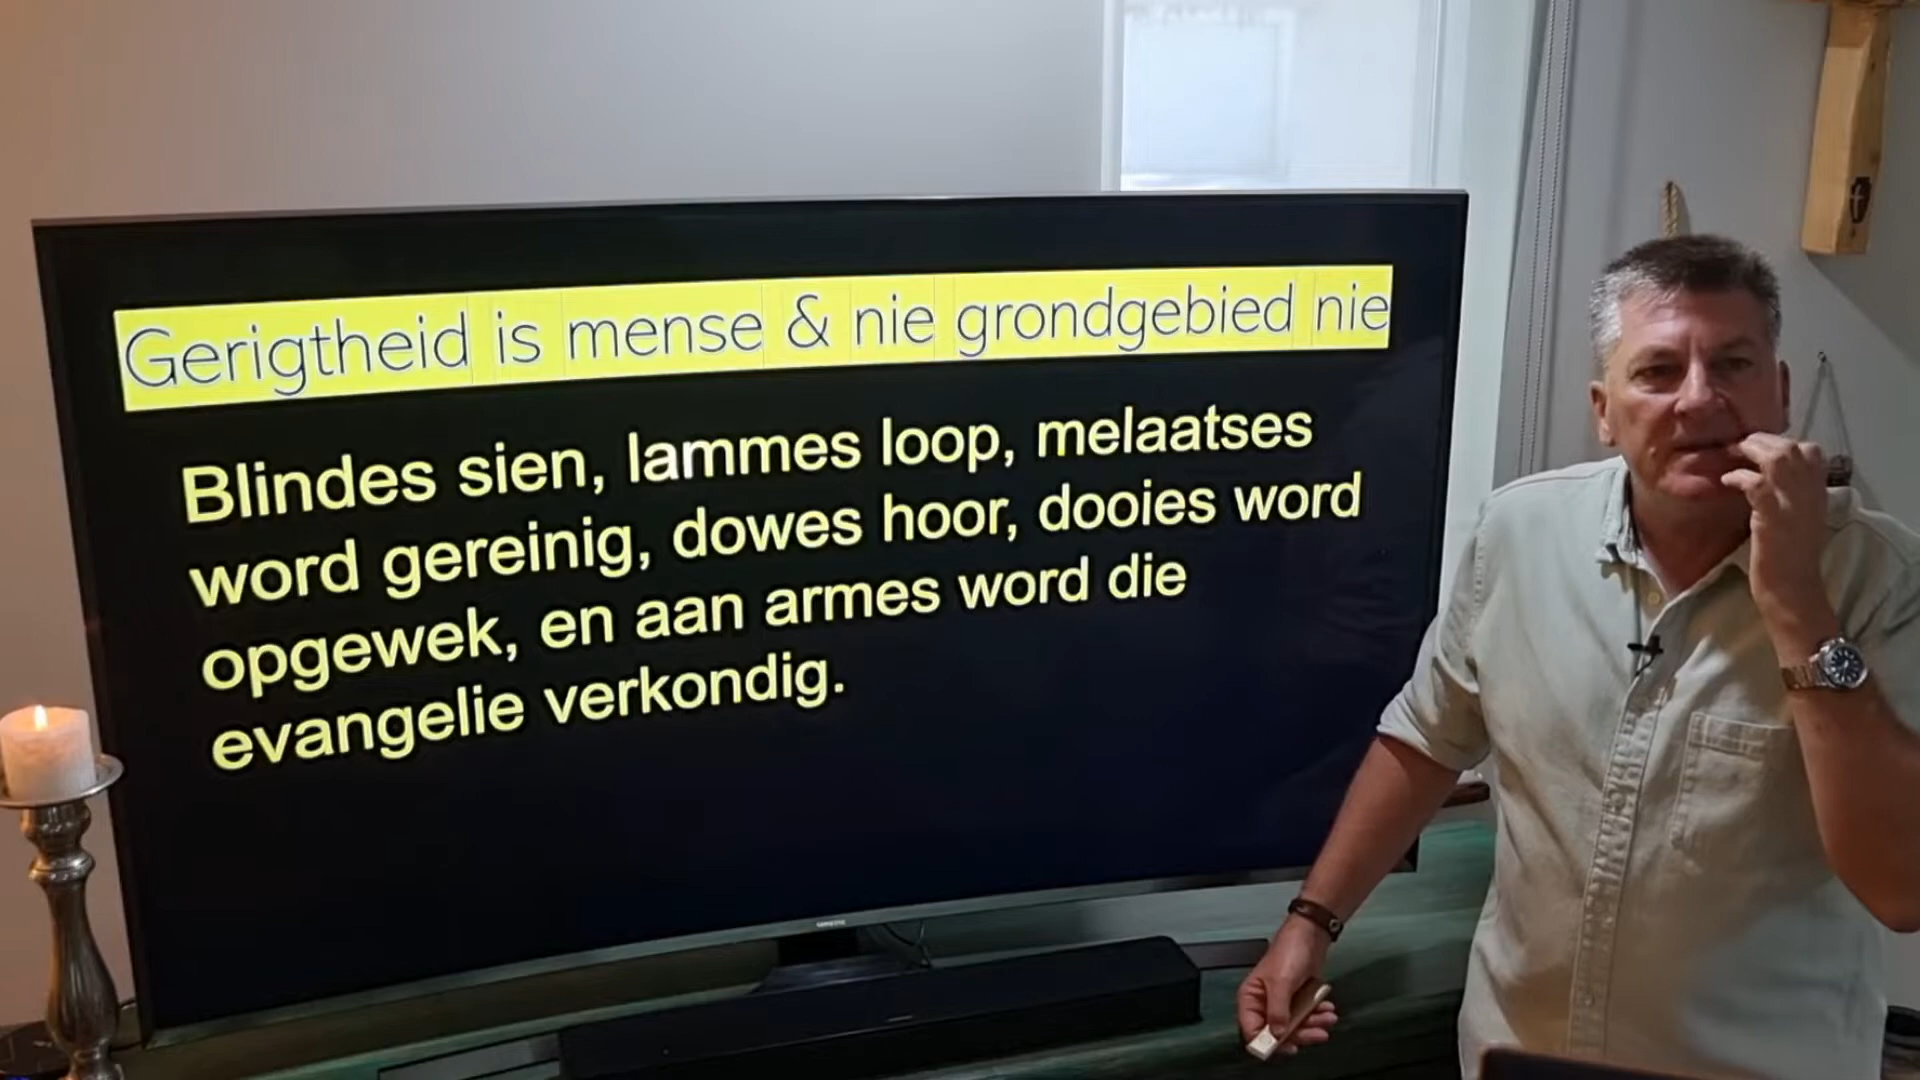 Gerigtheid is mense & nie grondgebied nie
Blindes sien, lammes loop, melaatses
word gereinig, dowes hoor, dooies word
opgewek, en aan armes word die
evangelie verkondig.